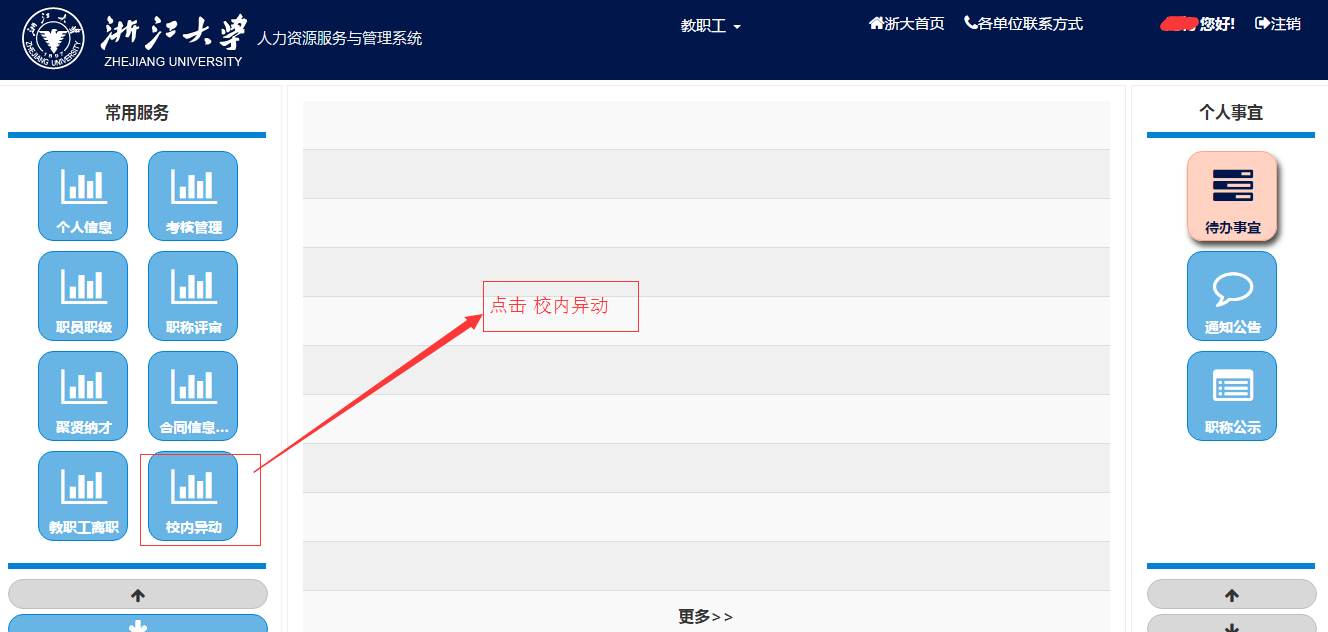 浙江大学
ZHEJIANG UNIVERSITY
人力资源服务与管理系统
教职工
浙大首页
各单位联系方式
您好!
注销
常用服务
个人信息
考核管理
职员职级
职称评审
聚贤纳才
合同信息...
教职工离职
校内异动
点击 校内异动
更多>>
个人事宜
待办事宜
通知公告
职称公示